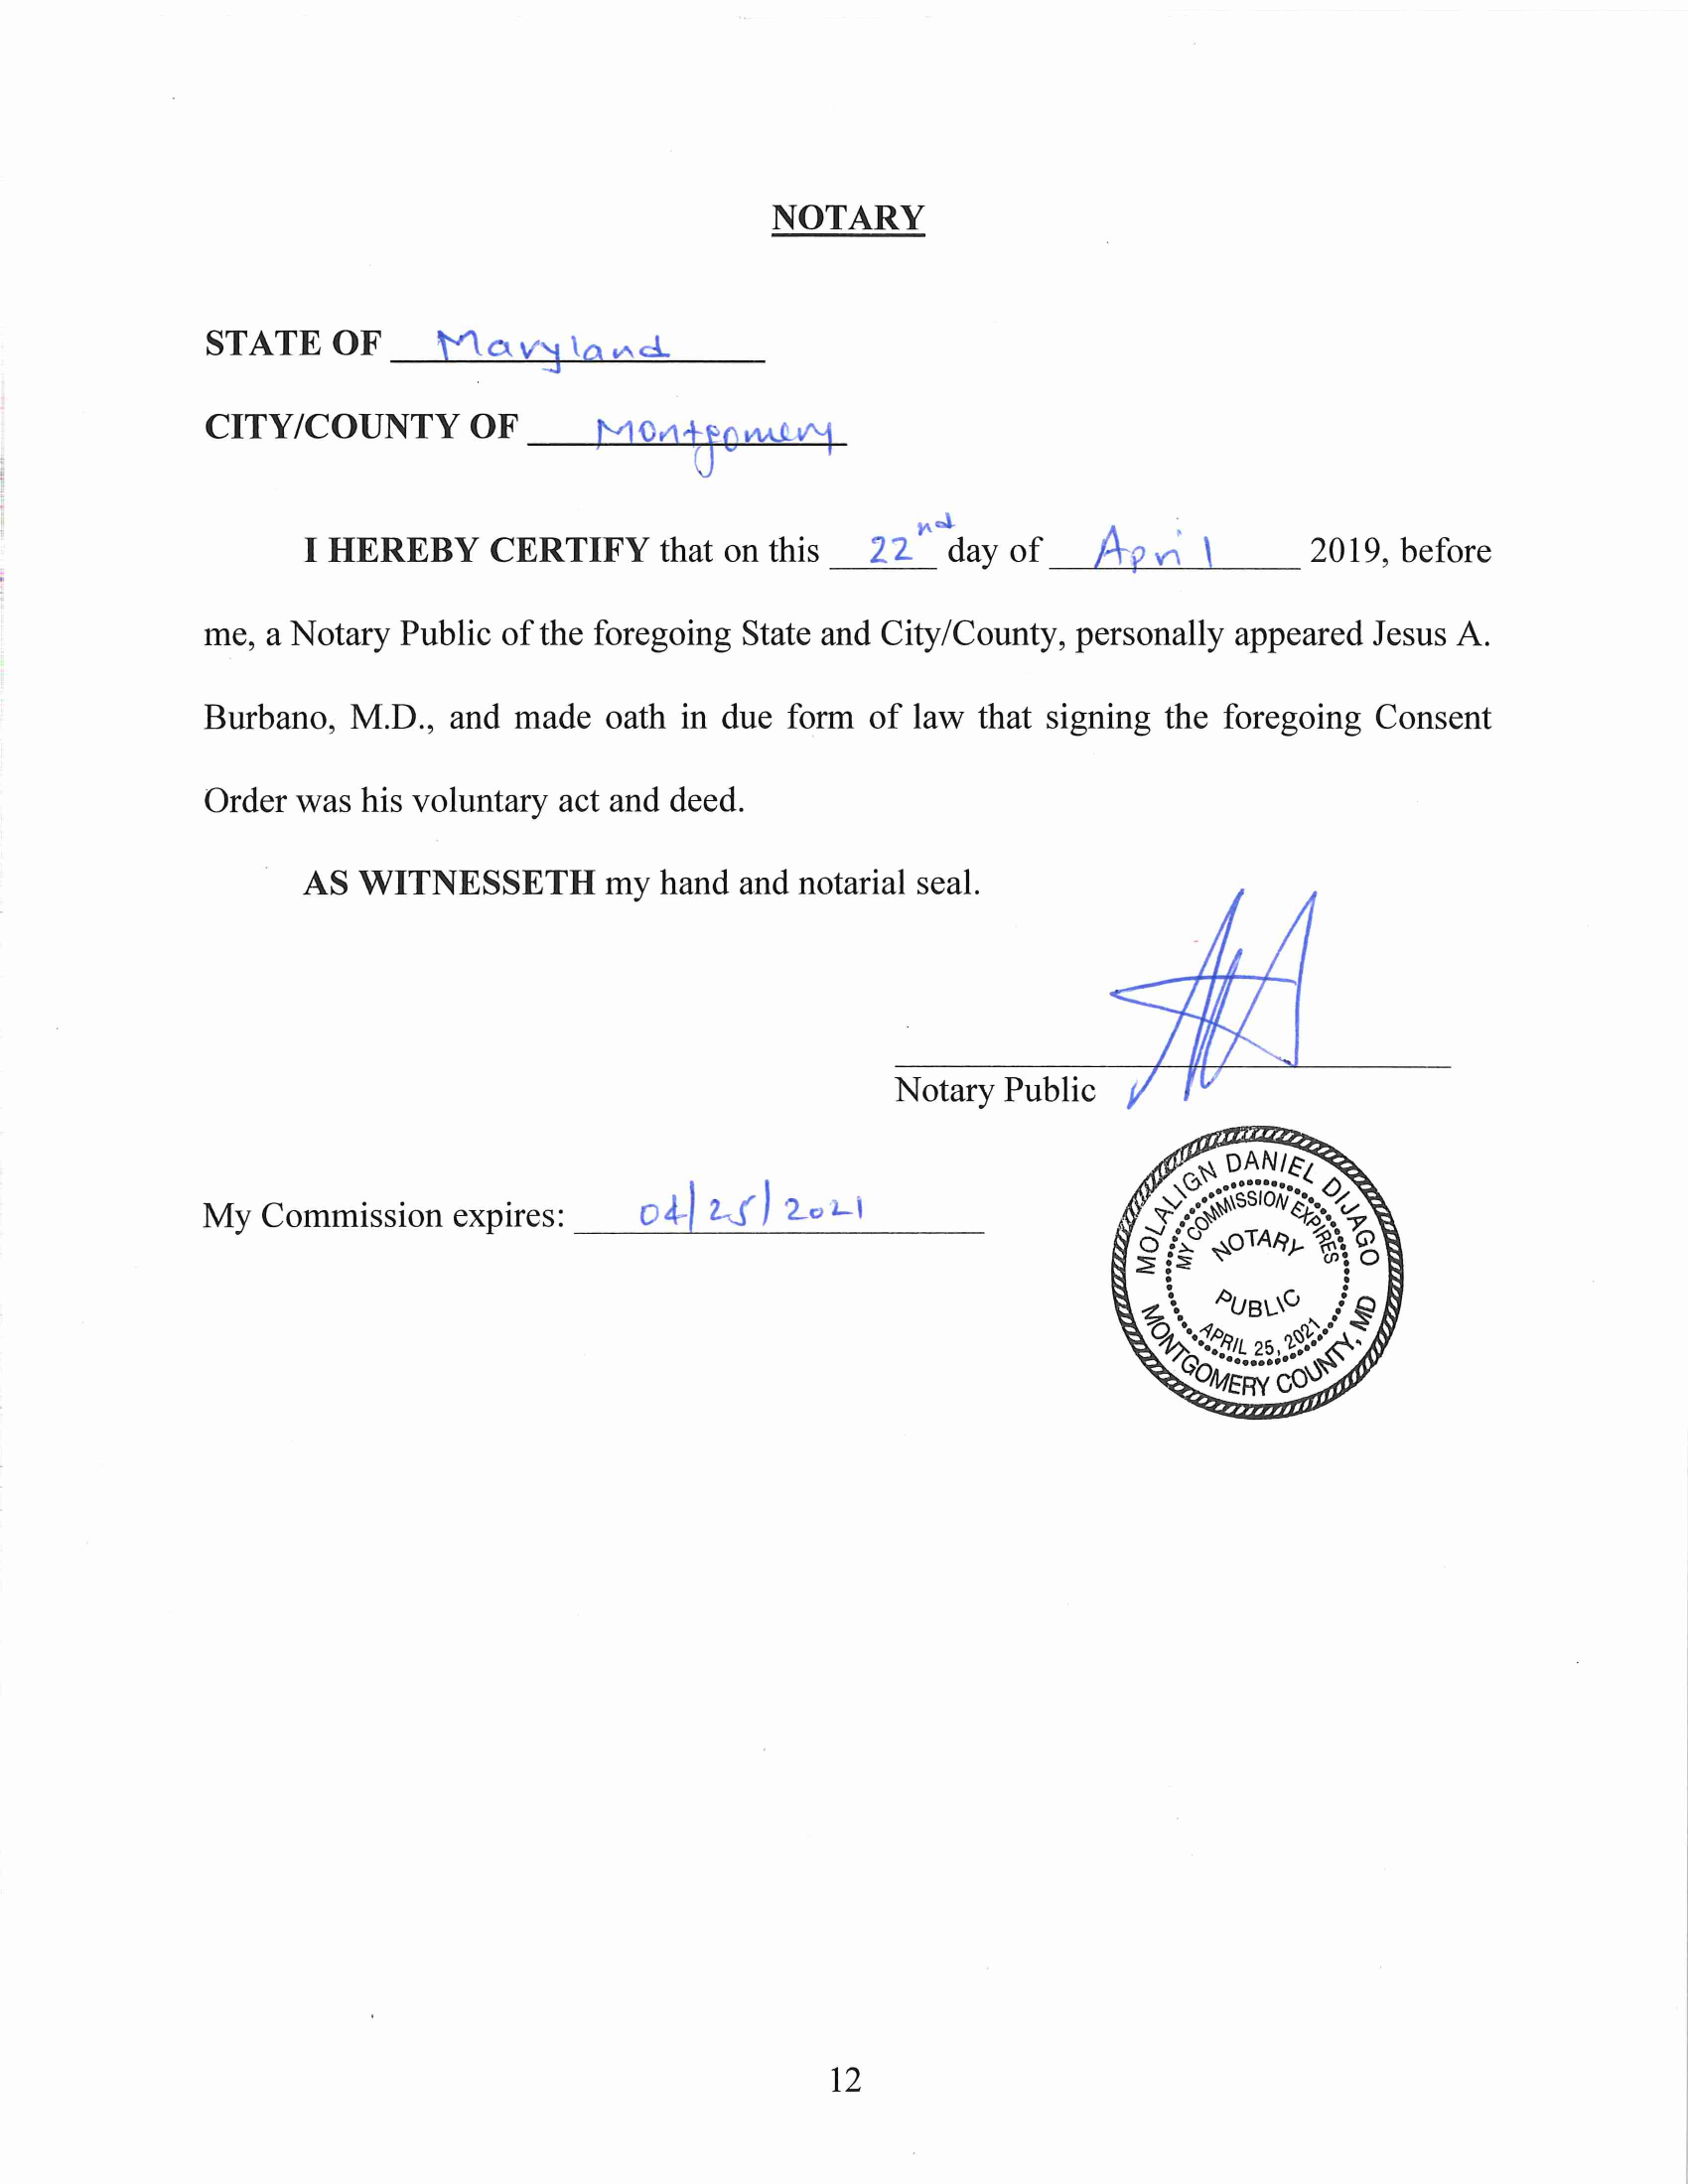 NOTARY
STATE OF Maryland
CITY/COUNTY OF Montgomery
I HEREBY CERTIFY that on this 22nd day of April 2019, before
me, a Notary Public of the foregoing State and City/County, personally appeared Jesus A.
Burbano, M.D., and made oath in due form of law that signing the foregoing Consent
Order was his voluntary act and deed.
AS WITNESSETH my hand and notarial seal.
Notary Public
My Commission expires: 04/25/2021
MOLALIGN DANIEL DIJAGO
MY COMMISSION EXPIRES
NOTARY
PUBLIC
APRIL 25, 2021
MONTGOMERY COUNTY, MD
12